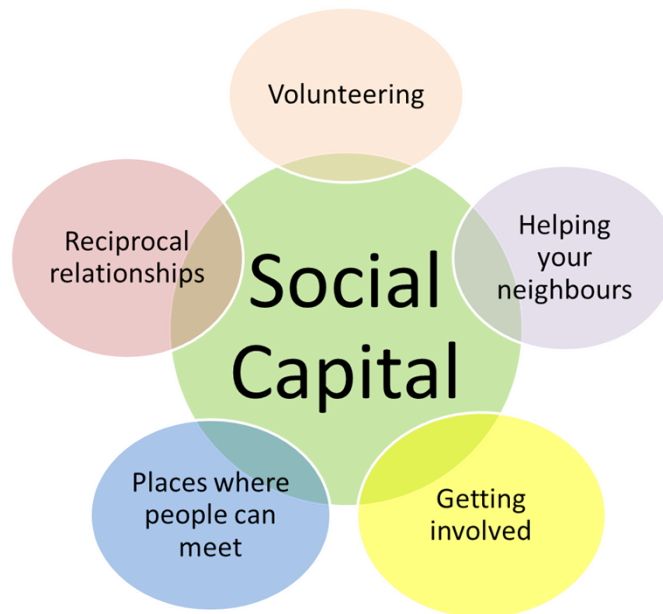 Volunteering
Helping
your
neighbours
Reciprocal
relationships
Social
Capital
Places where
people can
meet
Getting
involved